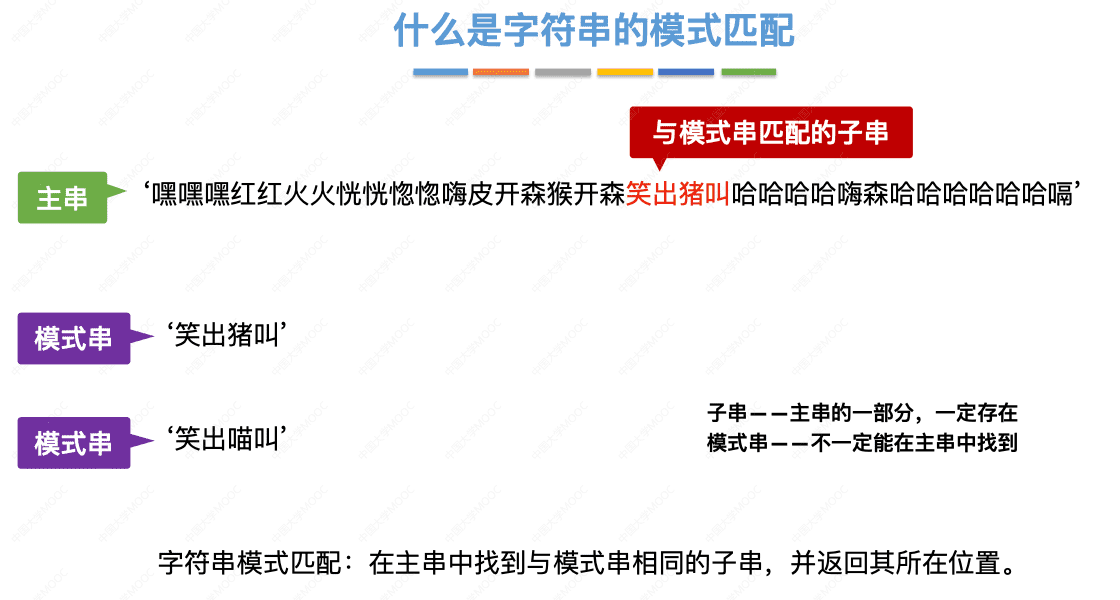 什么是字符串的模式匹配
与模式串匹配的子串
主串
‘嘿嘿嘿红红火火恍恍惚惚嗨皮开森猴开森笑出猪叫哈哈哈哈嗨森哈哈哈哈哈哈嗝’
模式串
‘笑出猪叫’
子串——主串的一部分，一定存在
模式串——不一定能在主串中找到
模式串
‘笑出喵叫’
字符串模式匹配：在主串中找到与模式串相同的子串，并返回其所在位置。